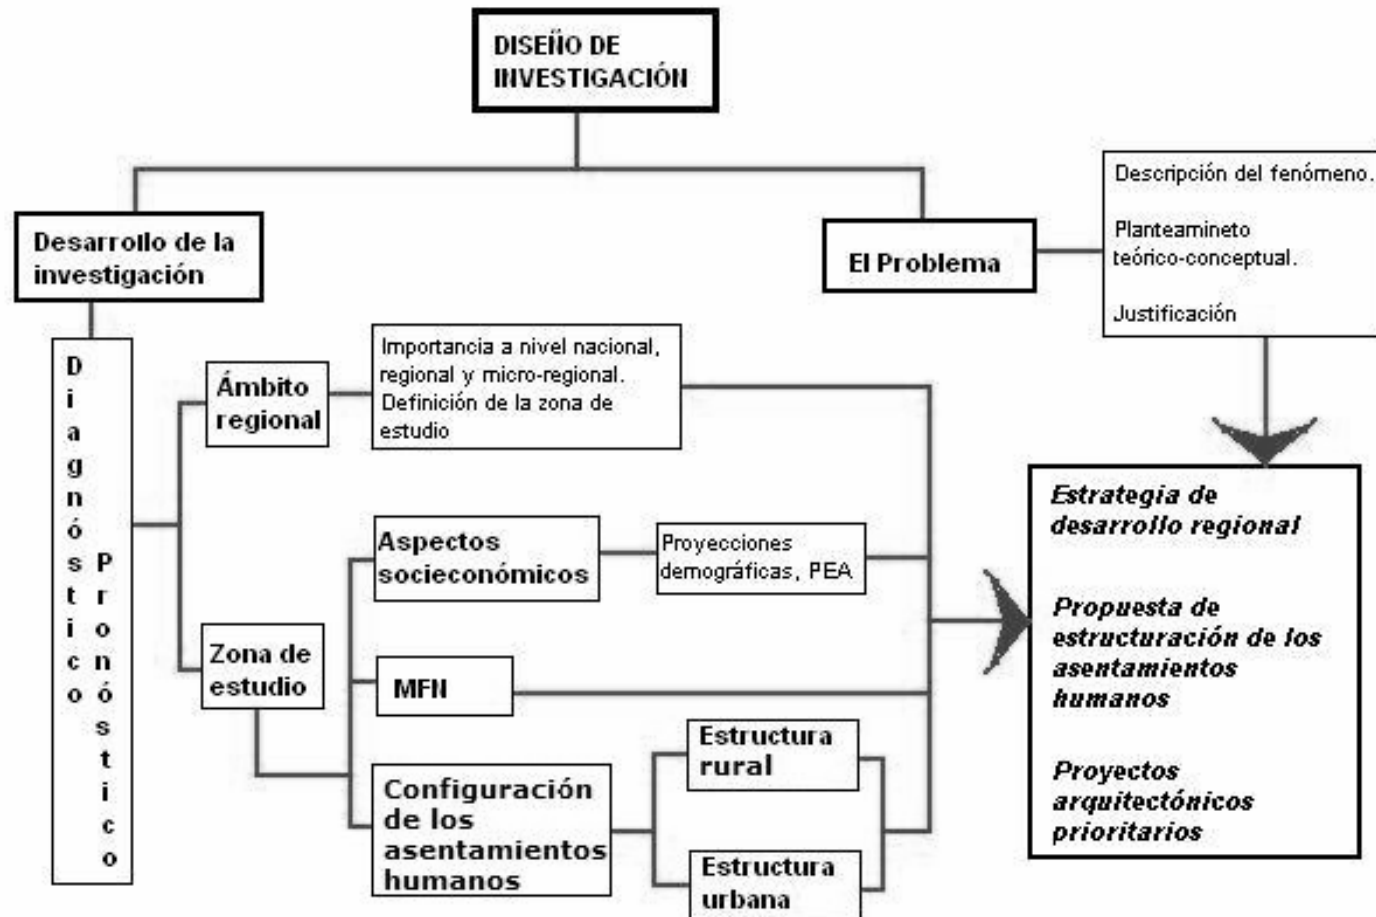 DISEÑO DE
INVESTIGACIÓN
Desarrollo de la
investigación
El Problema
Descripción del fenómeno.
Planteamineto
teórico-conceptual.
Justificación
Diagnóstico
Pronóstico
Ámbito
regional
Importancia a nivel nacional,
regional y micro-regional.
Definición de la zona de
estudio
Zona de
estudio
Aspectos
socieconómicos
Proyecciones
demográficas, PEA
MFN
Configuración
de los
asentamientos
humanos
Estructura
rural
Estructura
urbana
Estrategia de
desarrollo regional
Propuesta de
estructuración de los
asentamientos
humanos
Proyectos
arquitectónicos
prioritarios